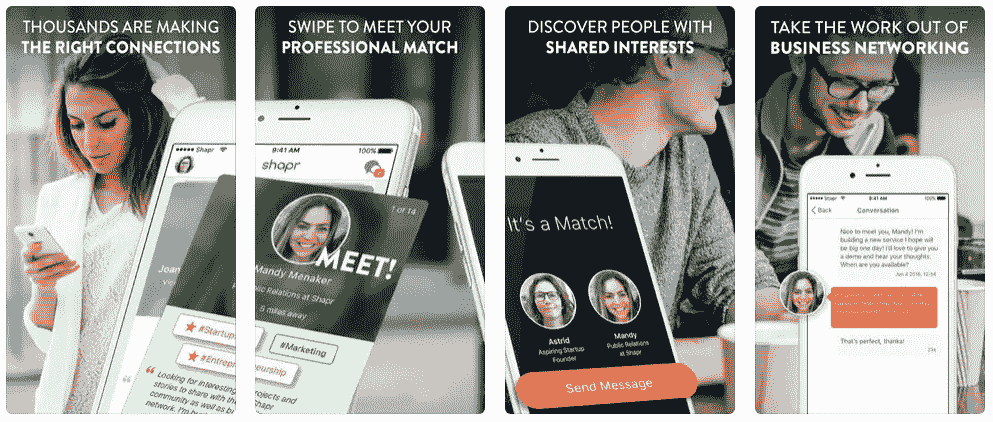 THOUSANDS ARE MAKING
THE RIGHT CONNECTIONS
Shapr
Joan
#Startups
#Entrepr
Looking for interesting
stories to share with the
community as well as b
network. I'm
SWIPE TO MEET YOUR
PROFESSIONAL MATCH
9:41 AM
100%
shapr
1 of 14
MEET!
Mandy Menaker
Public Relations at Shapr
5 miles away
#Marketing
neurship
projects and
Shapr
DISCOVER PEOPLE WITH
SHARED INTERESTS
It's a Match!
Astrid
Aspiring Startup
Founder
Mandy
Public Relations
at Shapr
Send Message
TAKE THE WORK OUT OF
BUSINESS NETWORKING
Shapr
9:41 AM
100%
Back
Conversation
Nice to meet you, Mandy! I'm
building a new service I hope will
be big one day! I'll love to give you
a demo and hear your thoughts.
When are you available?
Jun 4 2016, 12:34
That's perfect, thanks!